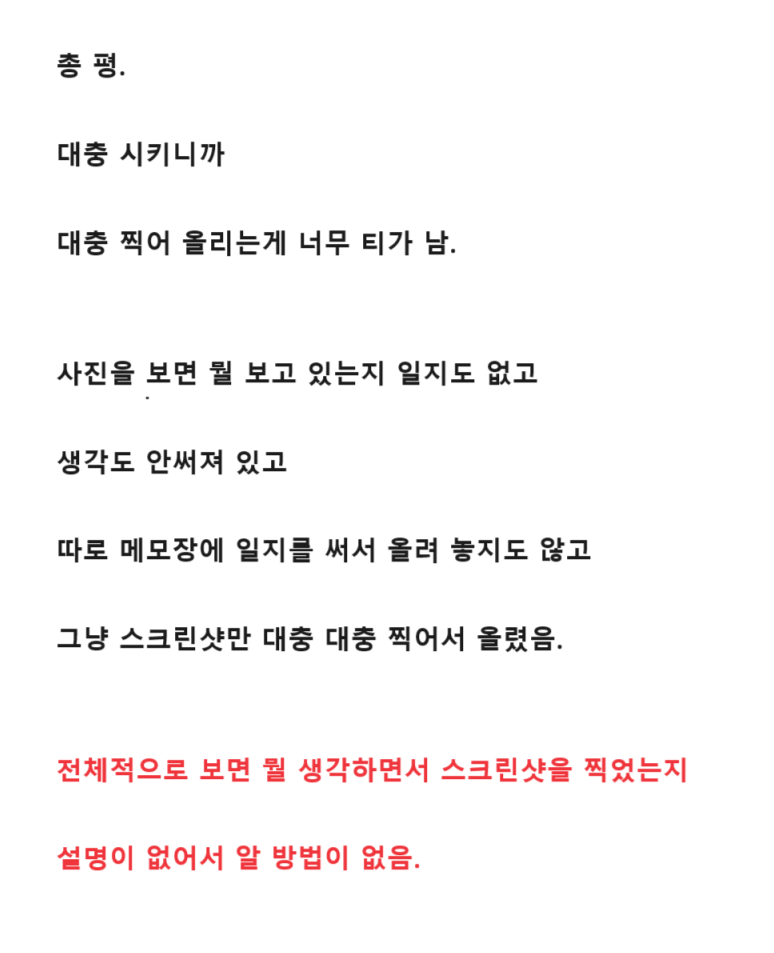 총 평.
대충 시키니까
대충 찍어 올리는게 너무 티가 남.
사진을 보면 뭘 보고 있는지 일지도 없고
생각도 안써져 있고
따로 메모장에 일지를 써서 올려 놓지도 않고
그냥 스크린샷만 대충 대충 찍어서 올렸음.
전체적으로 보면 뭘 생각하면서 스크린샷을 찍었는지
설명이 없어서 알 방법이 없음.